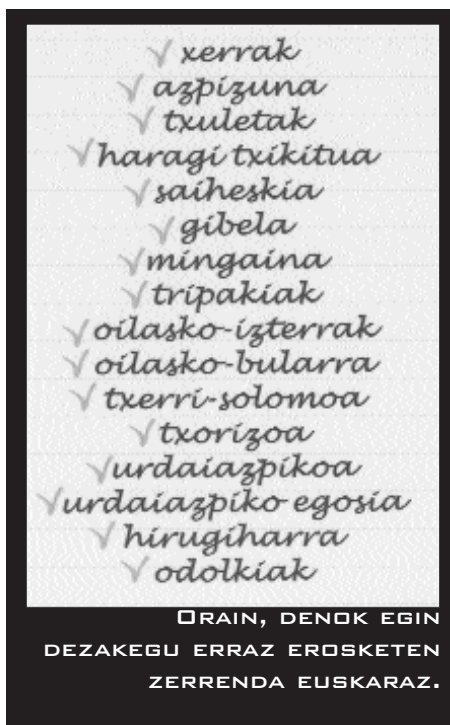 xerrak
azpizuna
txuletak
haragi txikitua
saiheskia
gibela
mingaina
tripakiak
oilasko-izterrak
oilasko-bularra
txerri-solomoa
txorizoa
urdaiazpikoa
urdaiazpiko egosia
hirugiharra
odolkiak
Orain, denok egin
dezakegu erraz erosketen
zerrenda euskaraz.